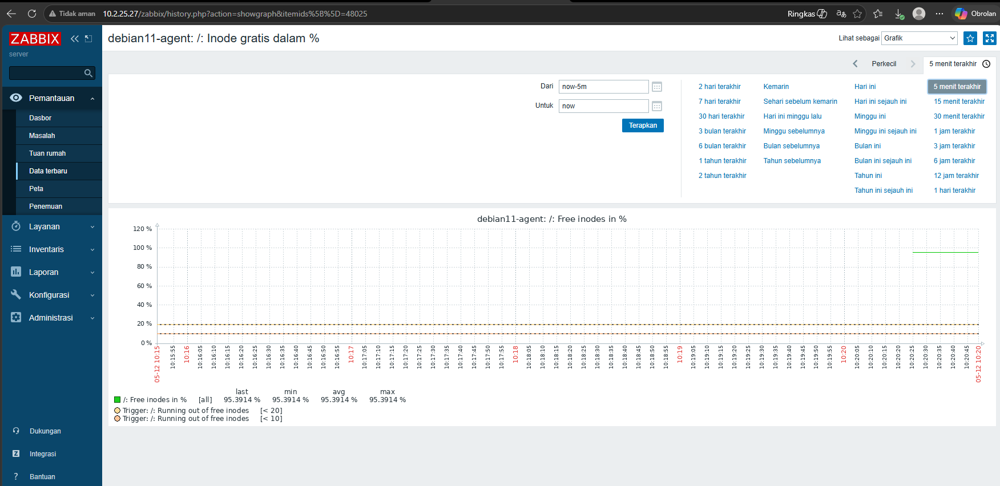 Tidak aman 10.2.25.27/zabbix/history.php?action=showgraph&itemids%5B%5D=48025 Ringkas Obrolan
ZABBIX
server
debian11-agent: /: Inode gratis dalam %
Lihat sebagai Grafik
Perkecil 5 menit terakhir
Pemantauan
Dasbor
Masalah
Tuan rumah
Data terbaru
Peta
Penemuan
Layanan
Inventaris
Laporan
Konfigurasi
Administrasi
Dukungan
Integrasi
? Bantuan
Dari now-5m
Untuk now
Terapkan
2 hari terakhir Kemarin Hari ini 5 menit terakhir
7 hari terakhir Sehari sebelum kemarin Hari ini sejauh ini 15 menit terakhir
30 hari terakhir Hari ini minggu lalu Minggu ini 30 menit terakhir
3 bulan terakhir Minggu sebelumnya Minggu ini sejauh ini 1 jam terakhir
6 bulan terakhir Bulan sebelumnya Bulan ini 3 jam terakhir
1 tahun terakhir Tahun sebelumnya Bulan ini sejauh ini 6 jam terakhir
2 tahun terakhir Tahun ini 12 jam terakhir
Tahun ini sejauh ini 1 hari terakhir
debian11-agent: /: Free inodes in %
120 %
100 %
80 %
60 %
40 %
20 %
0 %
05-12 10:15 10:15:55 10:16 10:16:05 10:16:10 10:16:15 10:16:20 10:16:25 10:16:30 10:16:35 10:16:40 10:16:45 10:16:50 10:16:55 10:17 10:17:05 10:17:10 10:17:15 10:17:20 10:17:25 10:17:30 10:17:35 10:17:40 10:17:45 10:17:50 10:17:55 10:18 10:18:05 10:18:10 10:18:15 10:18:20 10:18:25 10:18:30 10:18:35 10:18:40 10:18:45 10:18:50 10:18:55 10:19 10:19:05 10:19:10 10:19:15 10:19:20 10:19:25 10:19:30 10:19:35 10:19:40 10:19:45 10:19:50 10:19:55 10:20 10:20:05 10:20:10 10:20:15 10:20:20 10:20:25 10:20:30 10:20:35 10:20:40 10:20:45 05-12 10:20
last min avg max
/: Free inodes in % [all] 95.3914 % 95.3914 % 95.3914 % 95.3914 %
Trigger: /: Running out of free inodes [< 20]
Trigger: /: Running out of free inodes [< 10]